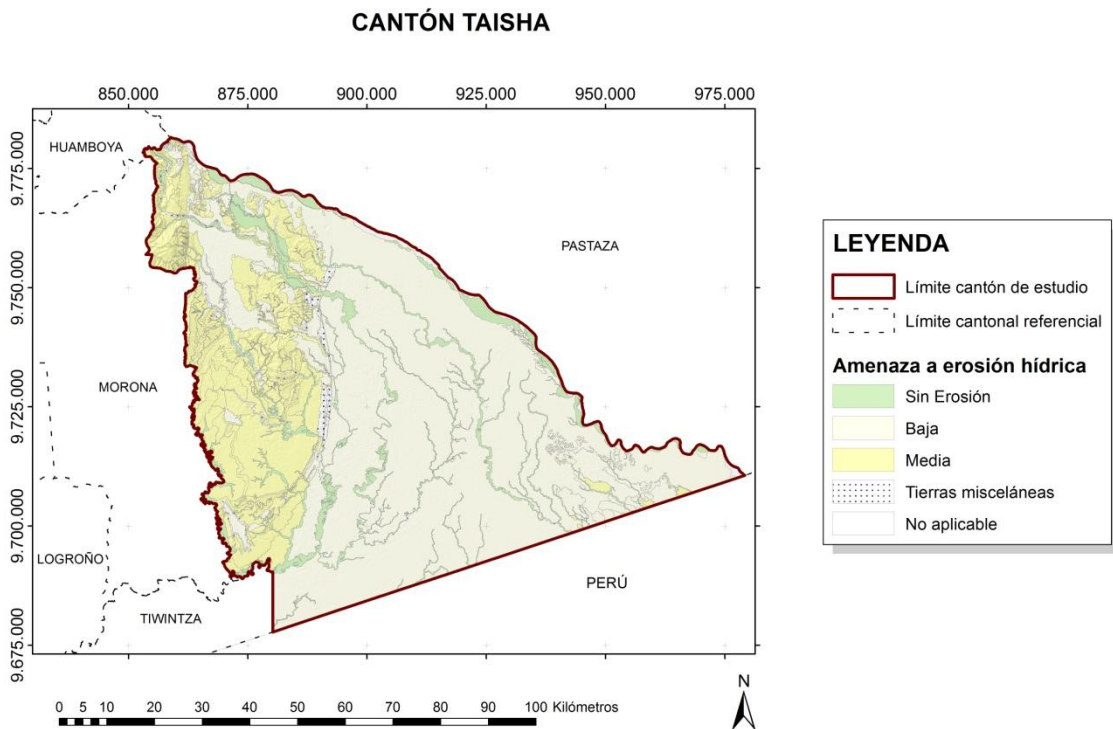 CANTÓN TAISHA
850.000 875.000 900.000 925.000 950.000 975.000
9.775.000
9.750.000
9.725.000
9.700.000
9.675.000
HUAMBOYA
PASTAZA
MORONA
LOGROÑO
TIWINTZA
PERÚ
LEYENDA
Límite cantón de estudio
Límite cantonal referencial
Amenaza a erosión hídrica
Sin Erosión
Baja
Media
Tierras misceláneas
No aplicable
0 5 10 20 30 40 50 60 70 80 90 100 Kilómetros
N